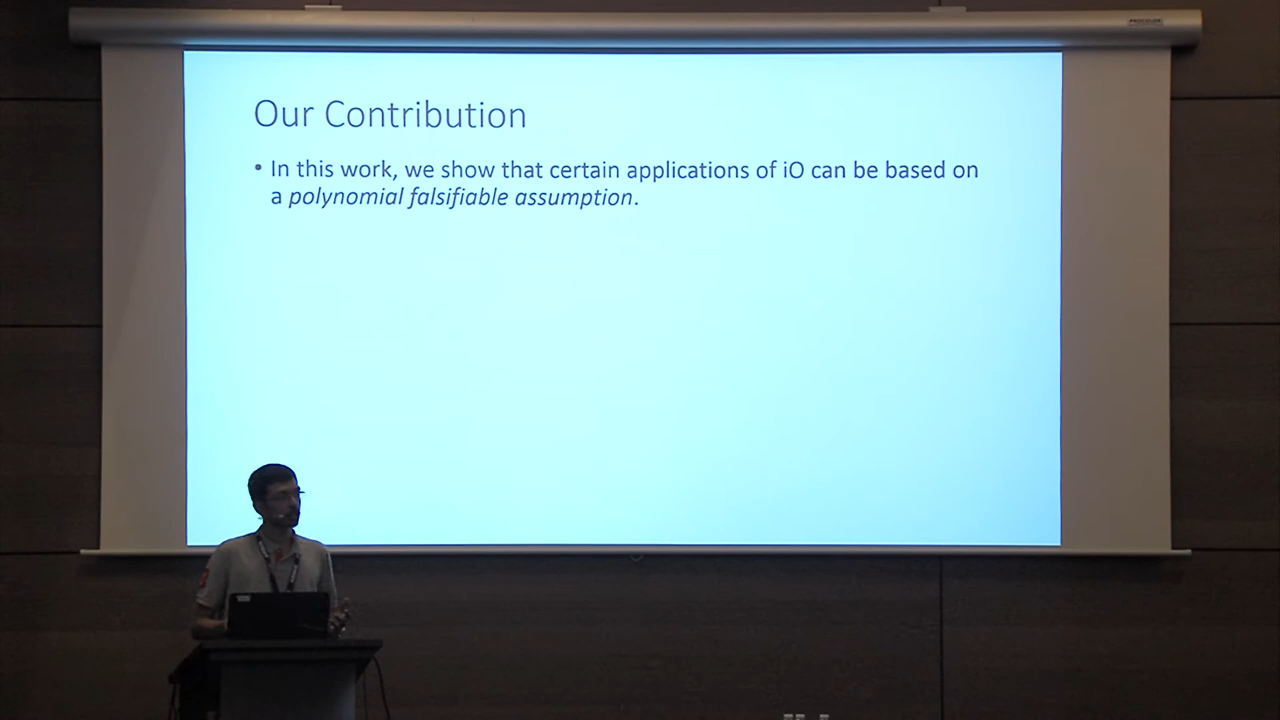 PROCOLOR
Our Contribution
• In this work, we show that certain applications of iO can be based on
a polynomial falsifiable assumption.